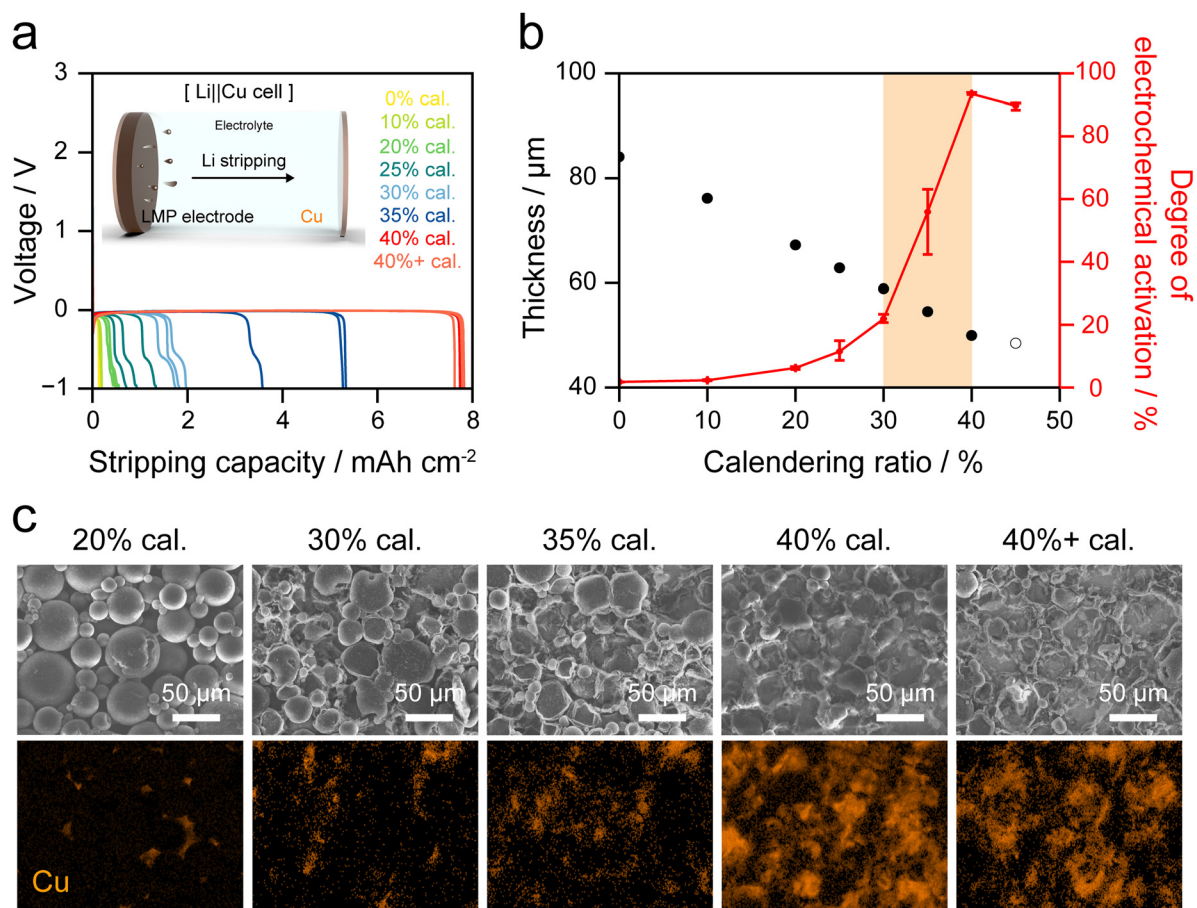 a
3
2
1
0
−1
Voltage / V
[ Li||Cu cell ]
Electrolyte
Li stripping
LMP electrode
Cu
0% cal.
10% cal.
20% cal.
25% cal.
30% cal.
35% cal.
40% cal.
40%+ cal.
0 2 4 6 8
Stripping capacity / mAh cm⁻²
b
100
80
60
40
Thickness / μm
100
80
60
40
20
0
Degree of
electrochemical activation / %
0 10 20 30 40 50
Calendering ratio / %
c
20% cal. 30% cal. 35% cal. 40% cal. 40%+ cal.
50 μm 50 μm 50 μm 50 μm 50 μm
Cu